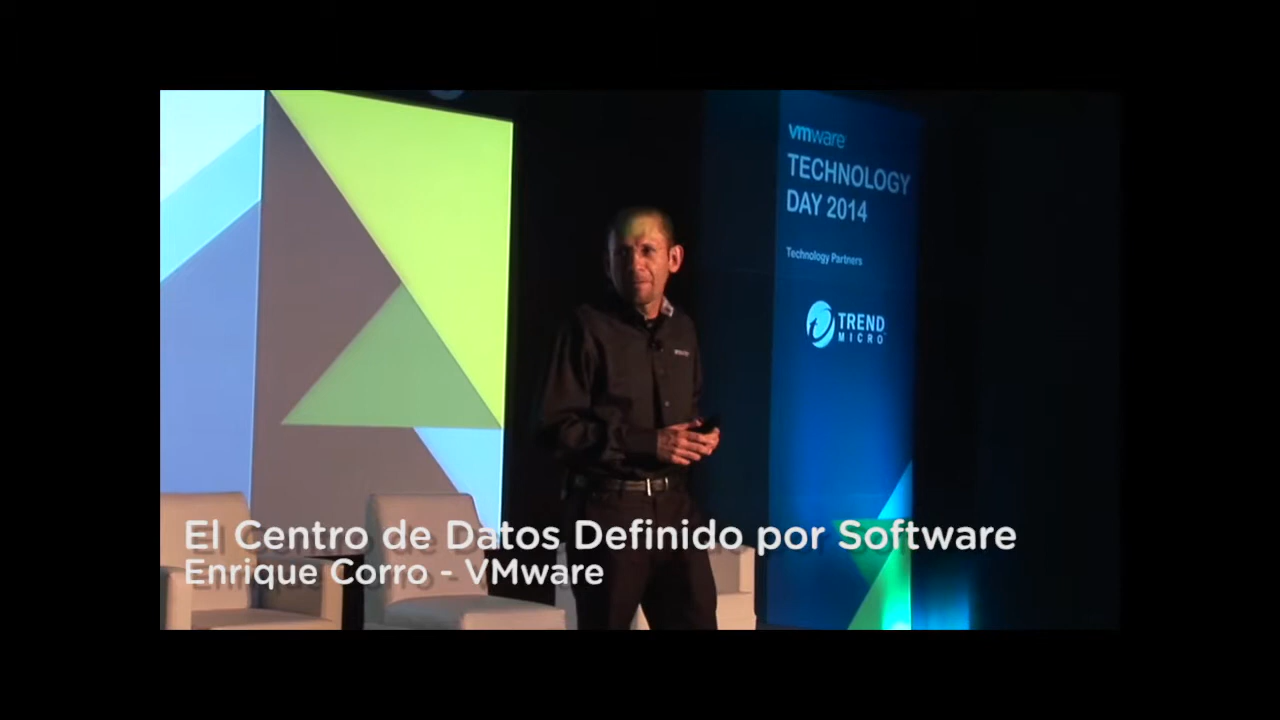 vmware
TECHNOLOGY
DAY 2014
Technology Partners
TREND
MICRO
El Centro de Datos Definido por Software
Enrique Corro - VMware